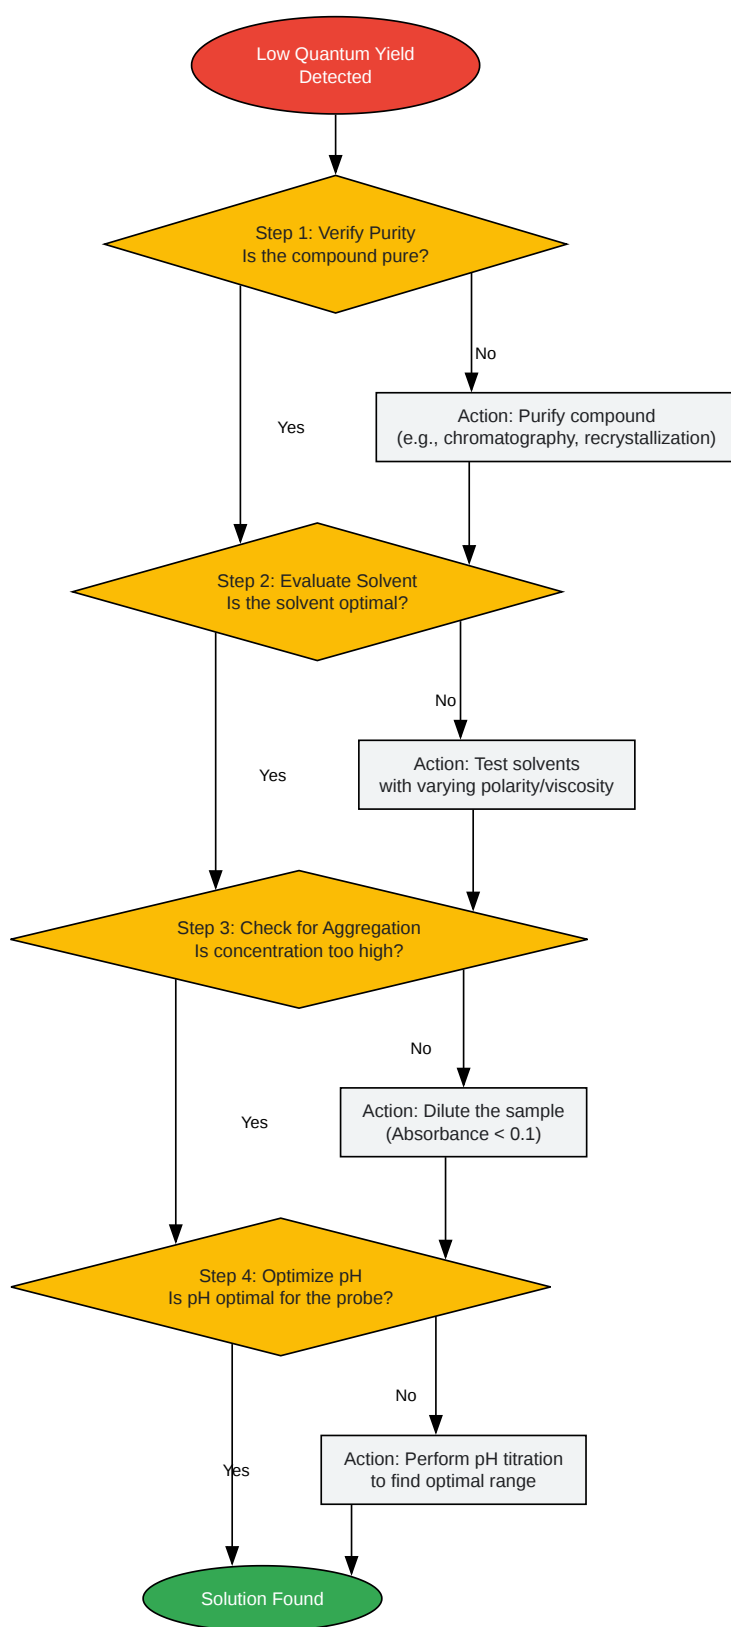 Low Quantum Yield
Detected
Step 1: Verify Purity
Is the compound pure?
No
Action: Purify compound
(e.g., chromatography, recrystallization)
Yes
Step 2: Evaluate Solvent
Is the solvent optimal?
No
Action: Test solvents
with varying polarity/viscosity
Yes
Step 3: Check for Aggregation
Is concentration too high?
No
Action: Dilute the sample
(Absorbance < 0.1)
Yes
Step 4: Optimize pH
Is pH optimal for the probe?
No
Action: Perform pH titration
to find optimal range
Yes
Solution Found